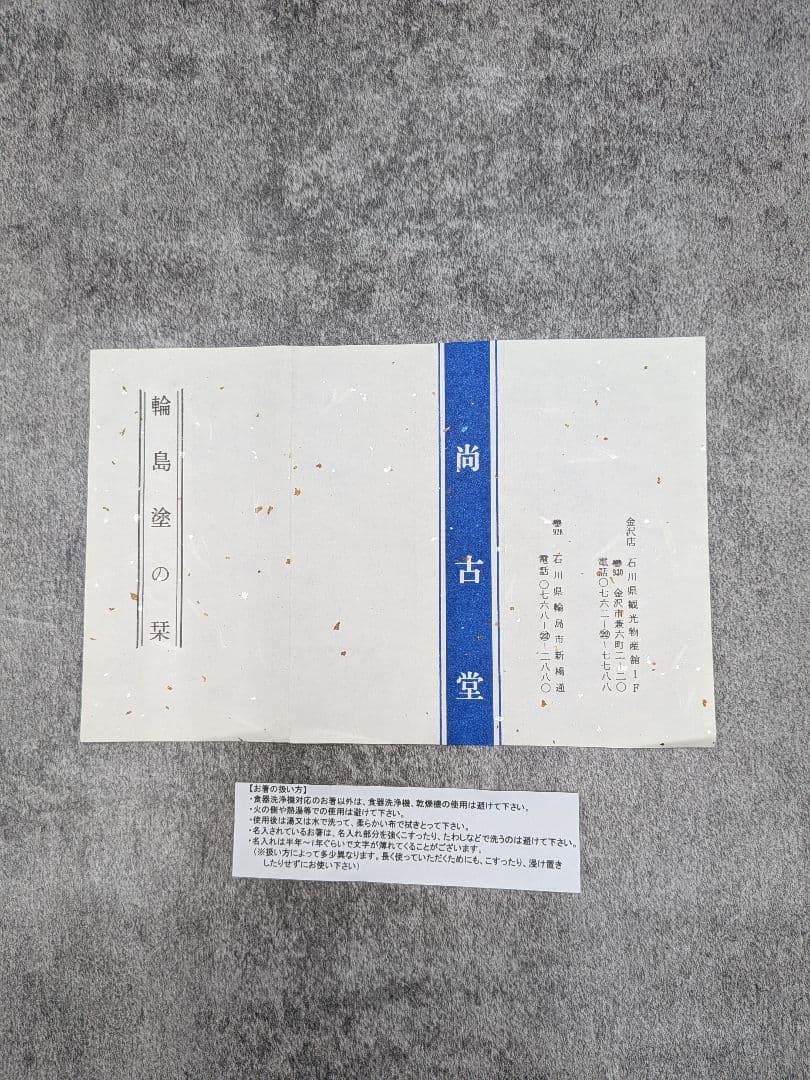 金沢店 石川県観光物産館1F
〒920 金沢市兼六町二ー二〇
電話〇七六二ー㉒ー七七八八
〒928 石川県輪島市新橋通
電話〇七六八ー㉒ー二八八〇
尚古堂
輪島塗の栞
【お箸の扱い方】
・食器洗浄機対応のお箸以外は、食器洗浄機、乾燥機の使用は避けて下さい。
・火の側や熱湯等での使用は避けて下さい。
・使用後は湯又は水で洗って、柔らかい布で拭きとって下さい。
・名入されているお箸は、名入れ部分を強くこすったり、たわしなどで洗うのは避けて下さい。
・名入れは半年～1年ぐらいで文字が薄れてくることがございます。
（※扱い方によって多少異なります。長く使っていただくためにも、こすったり、浸け置き
したりせずにお使い下さい）